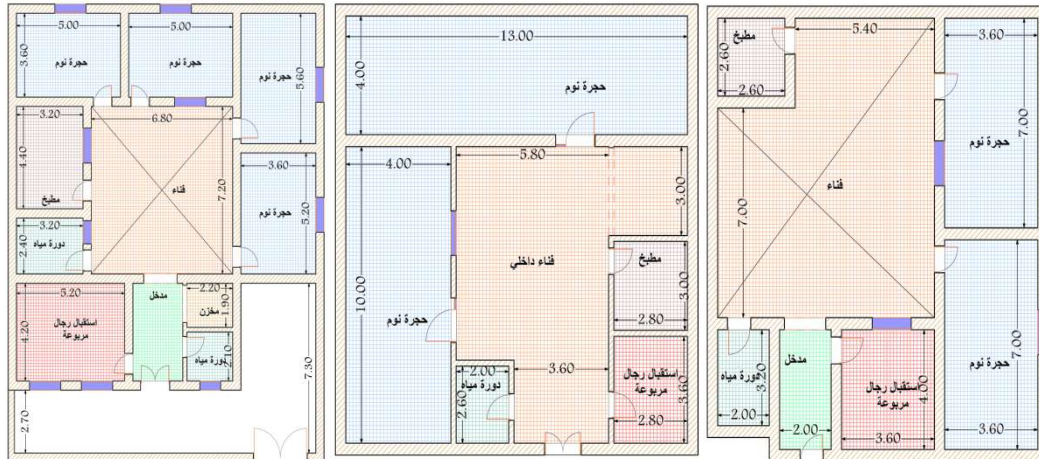 5.00
5.00
3.60
حجرة نوم
حجرة نوم
حجرة نوم
5.60
3.20
6.80
4.40
مطبخ
فناء
7.20
3.60
حجرة نوم
5.20
3.20
دورة مياه
2.40
5.20
استقبال رجال
مربوعة
4.20
مدخل
2.20
مخزن
1.90
دورة مياه
2.10
7.30
2.70
13.00
4.00
حجرة نوم
4.00
5.80
3.00
10.00
حجرة نوم
فناء داخلي
مطبخ
3.00
2.80
2.00
دورة مياه
2.60
3.60
استقبال رجال
مربوعة
3.60
2.80
مطبخ
2.60
2.60
5.40
3.60
7.00
حجرة نوم
فناء
7.00
دورة مياه
3.20
2.00
مدخل
2.00
استقبال رجال
مربوعة
4.00
3.60
حجرة نوم
7.00
3.60